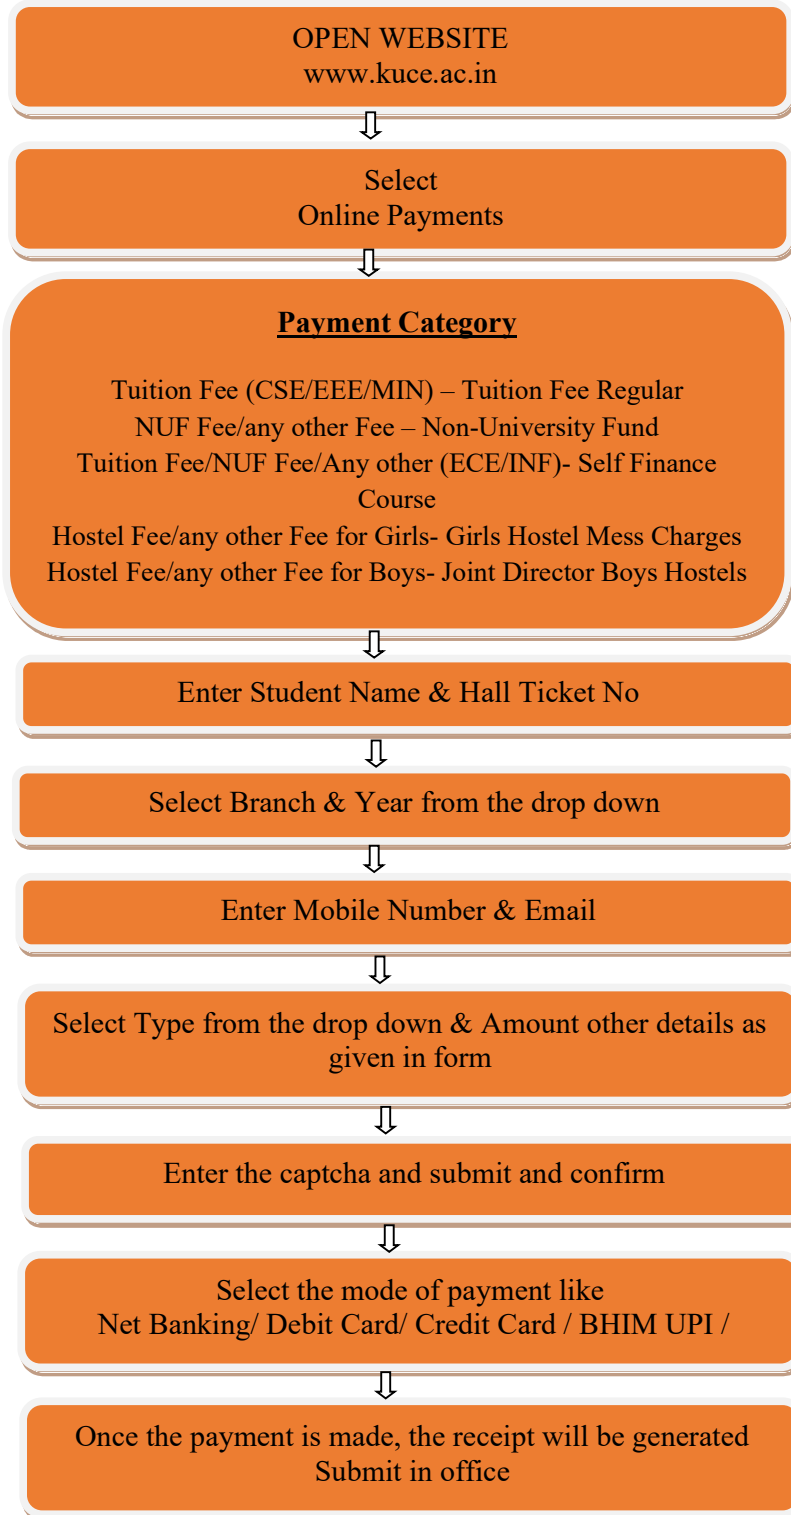 OPEN WEBSITE
www.kuce.ac.in
Select
Online Payments
Payment Category
Tuition Fee (CSE/EEE/MIN) – Tuition Fee Regular
NUF Fee/any other Fee – Non-University Fund
Tuition Fee/NUF Fee/Any other (ECE/INF)- Self Finance
Course
Hostel Fee/any other Fee for Girls- Girls Hostel Mess Charges
Hostel Fee/any other Fee for Boys- Joint Director Boys Hostels
Enter Student Name & Hall Ticket No
Select Branch & Year from the drop down
Enter Mobile Number & Email
Select Type from the drop down & Amount other details as
given in form
Enter the captcha and submit and confirm
Select the mode of payment like
Net Banking/ Debit Card/ Credit Card / BHIM UPI /
Once the payment is made, the receipt will be generated
Submit in office